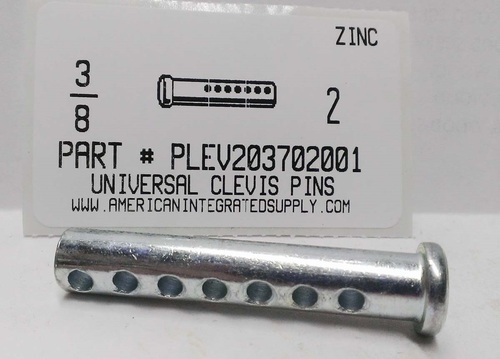 ZINC
3/8
2
PART # PLEV203702001
UNIVERSAL CLEVIS PINS
WWW.AMERICANINTEGRATEDSUPPLY.COM